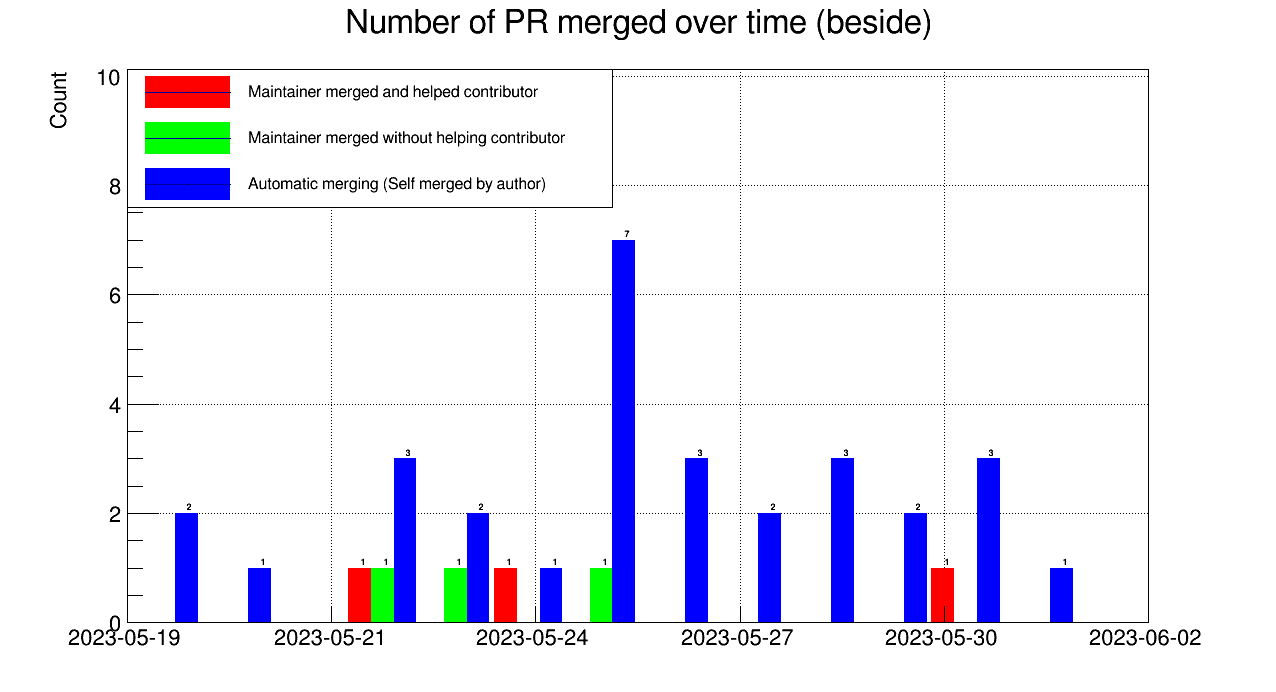 Number of PR merged over time (beside)
Count
10
8
6
4
2
0
Maintainer merged and helped contributor
Maintainer merged without helping contributor
Automatic merging (Self merged by author)
2 1 1 1 3 1 2 1 1 1 7 3 2 3 2 1 3 1
2023-05-19 2023-05-21 2023-05-24 2023-05-27 2023-05-30 2023-06-02